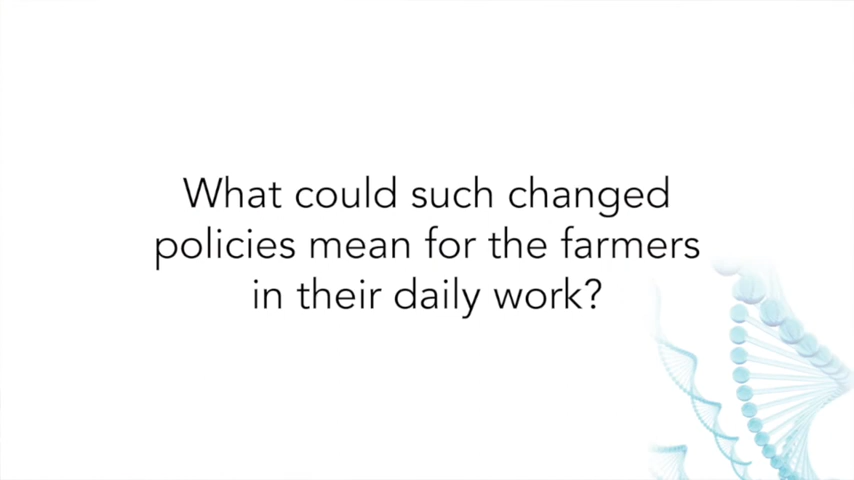 What could such changed
policies mean for the farmers
in their daily work?